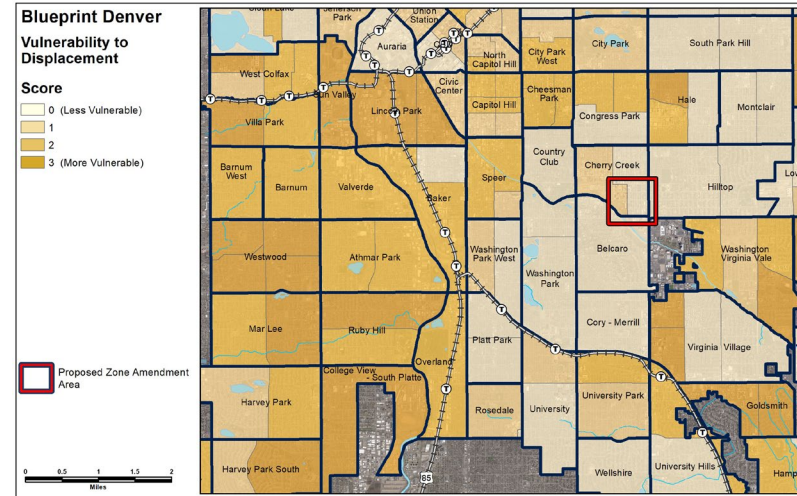 Blueprint Denver
Vulnerability to
Displacement
Score
0 (Less Vulnerable)
1
2
3 (More Vulnerable)
Proposed Zone Amendment
Area
0 0.5 1 1.5 2
Miles
Jefferson
Park
Union
Station
Auraria
North
Capitol Hill
City Park
West
City Park
South Park Hill
West Colfax
Sun Valley
Civic
Center
Capitol Hill
Cheesman
Park
Hale
Montclair
Villa Park
Lincoln Park
Congress Park
Barnum
West
Barnum
Valverde
Baker
Speer
Country
Club
Cherry Creek
Hilltop
Westwood
Athmar Park
Washington
Park West
Washington
Park
Belcaro
Washington
Virginia Vale
Mar Lee
Ruby Hill
Overland
Platt Park
Cory - Merrill
Virginia Village
College View
- South Platte
Harvey Park
Rosedale
University
University Park
Goldsmith
Harvey Park South
85
Wellshire
University Hills
T